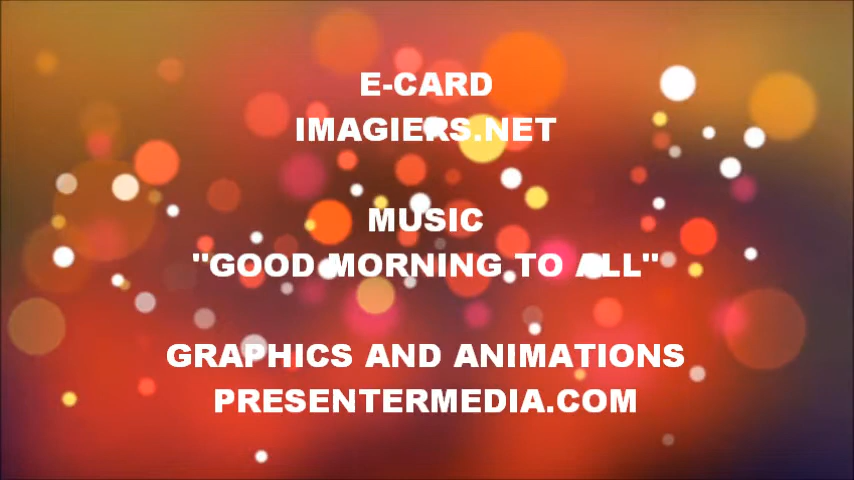 E-CARD
IMAGIERS.NET
MUSIC
"GOOD MORNING TO ALL"
GRAPHICS AND ANIMATIONS
PRESENTERMEDIA.COM